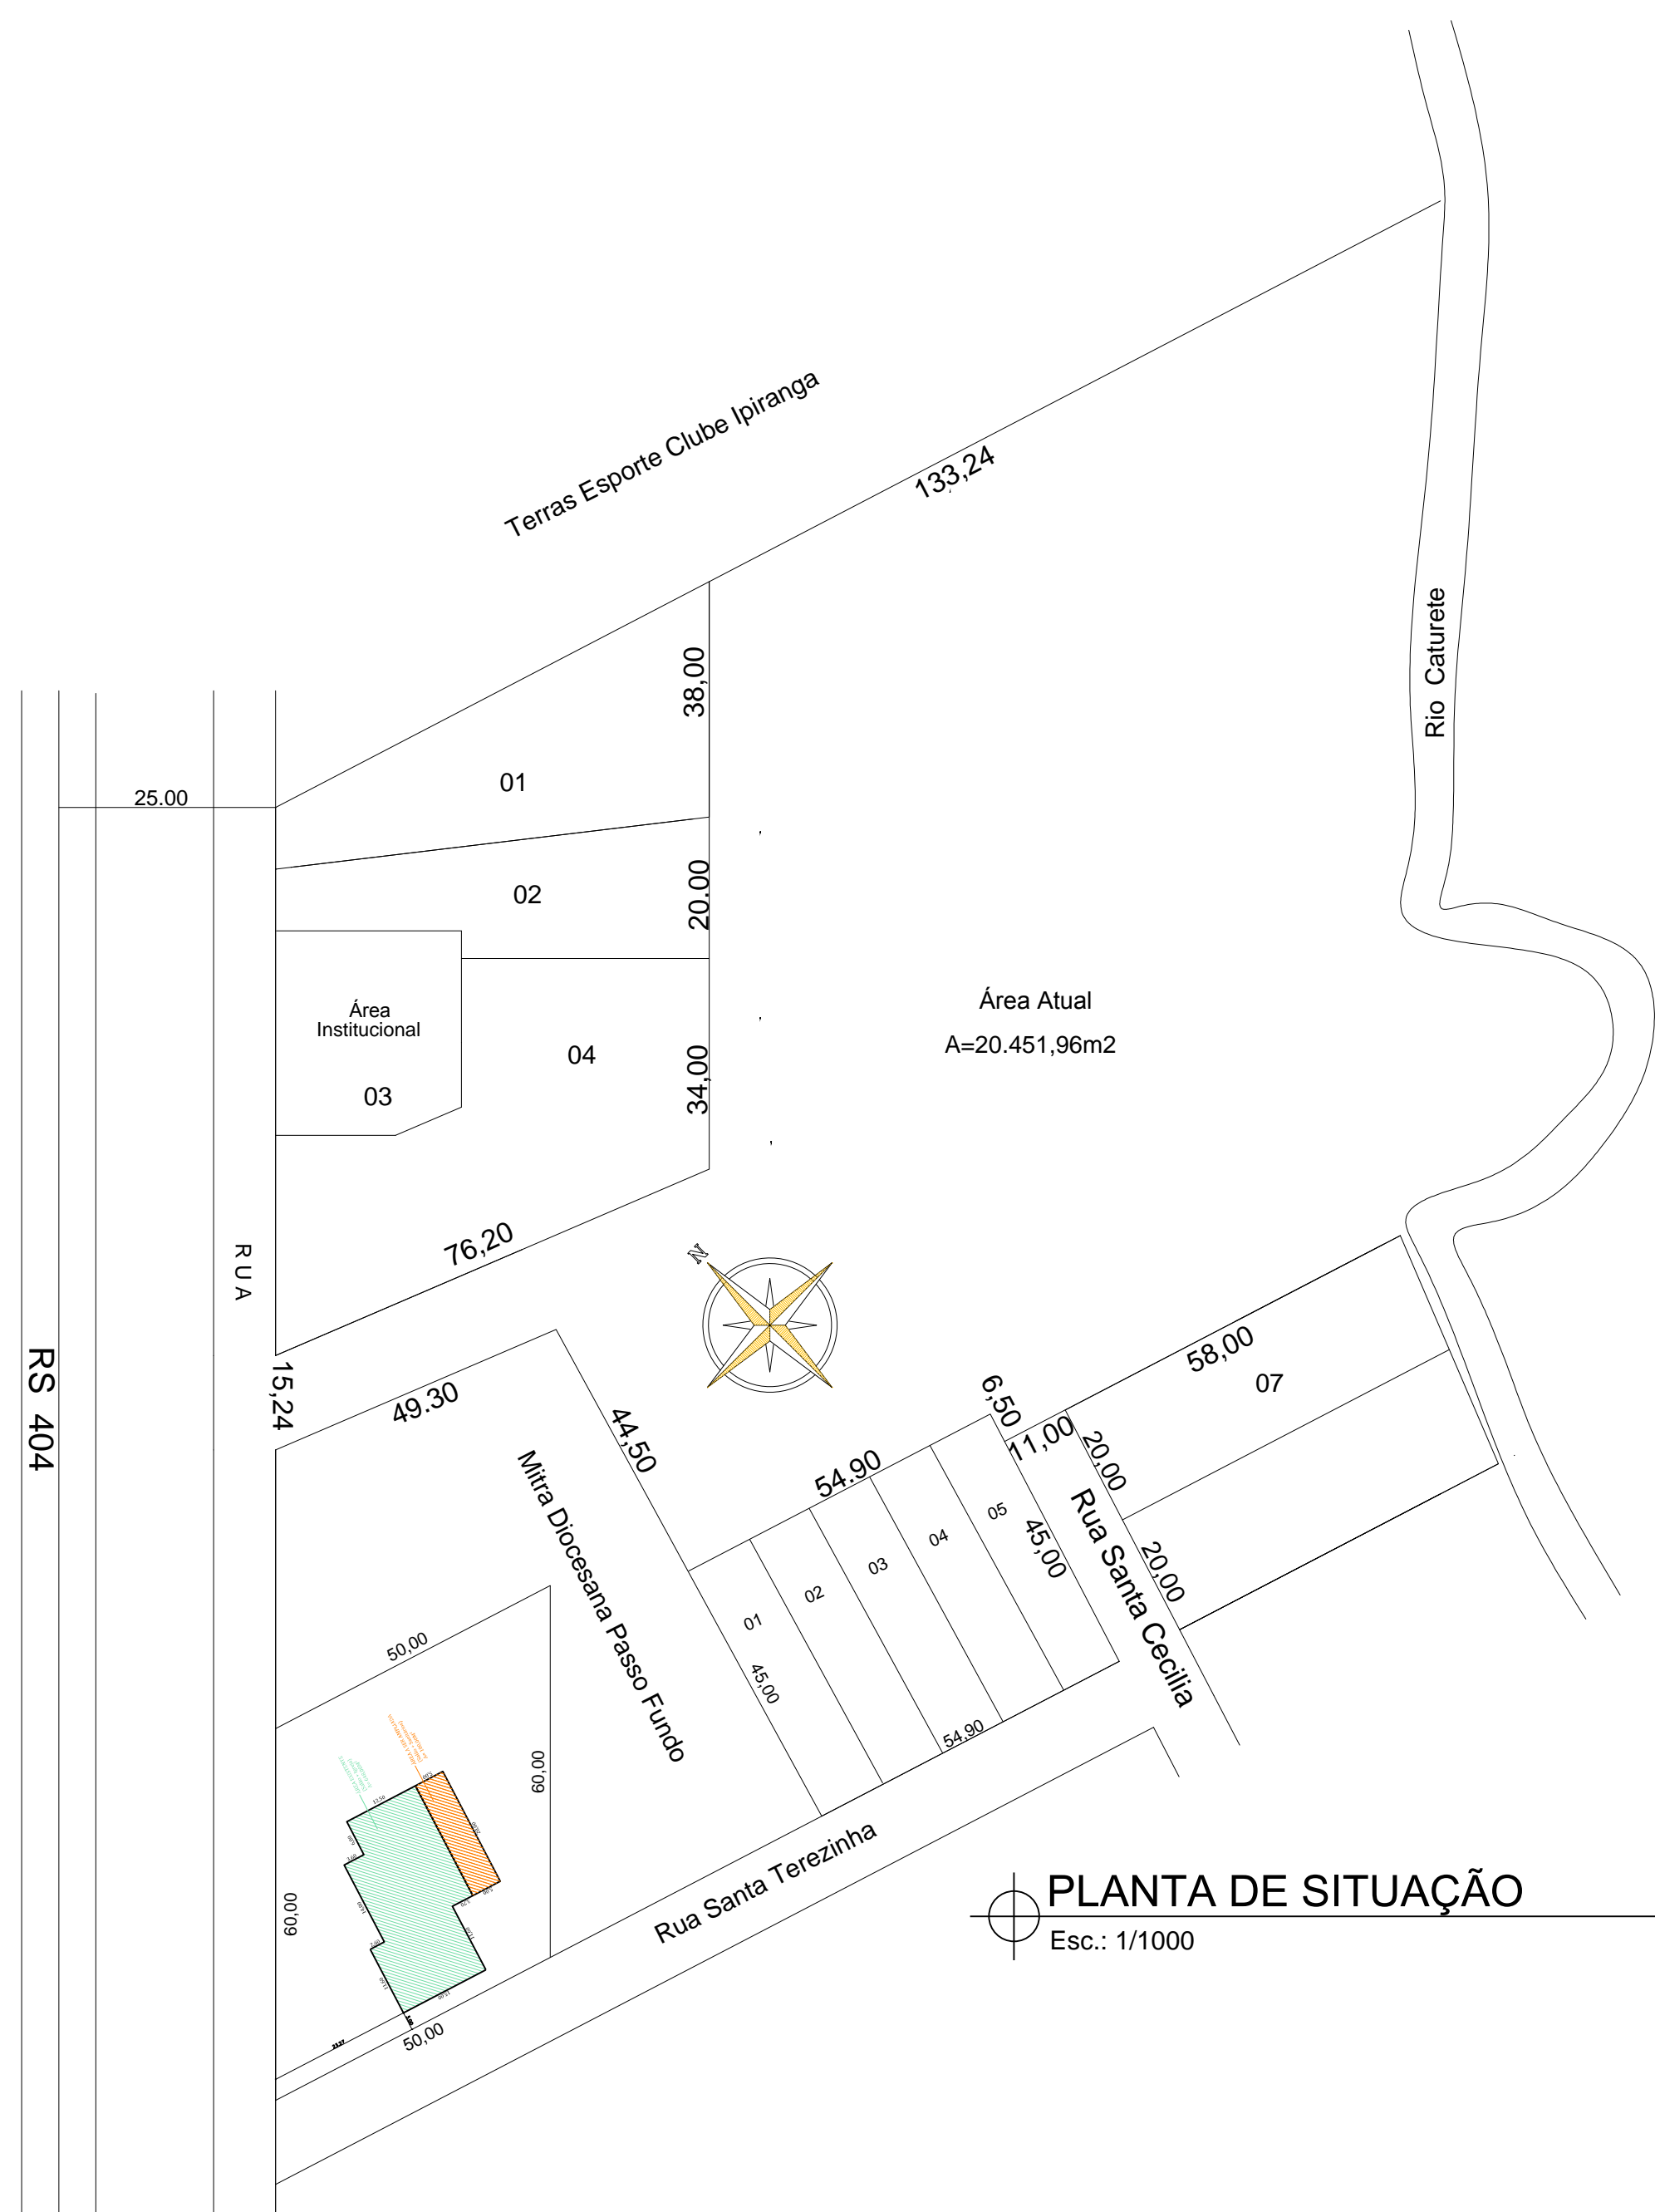 Terras Esporte Clube Ipiranga
133,24
Rio Caturete
38,00
01
25.00
20.00
02
Área
Institucional
03
04
34,00
Área Atual
A=20.451,96m2
76,20
RUA
N
RS 404
15,24
49.30
44,50
Mitra Diocesana Passo Fundo
54.90
6,50
11,00
58,00
07
20,00
20,00
Rua Santa Cecilia
45,00
01
02
03
04
05
45,00
54,90
50,00
60,00
60,00
50,00
12,50
Rua Santa Terezinha
PLANTA DE SITUAÇÃO
Esc.: 1/1000